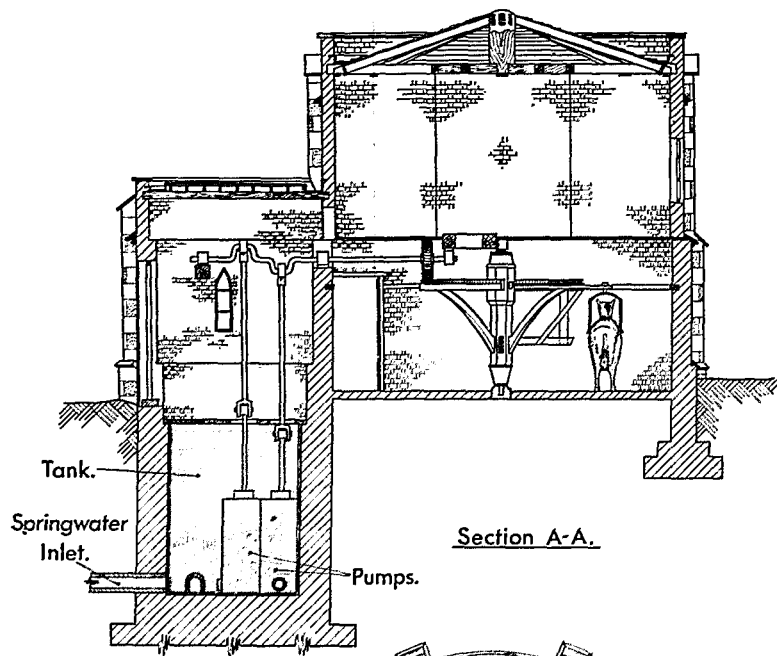 Tank.
Springwater
Inlet.
Section A-A.
Pumps.